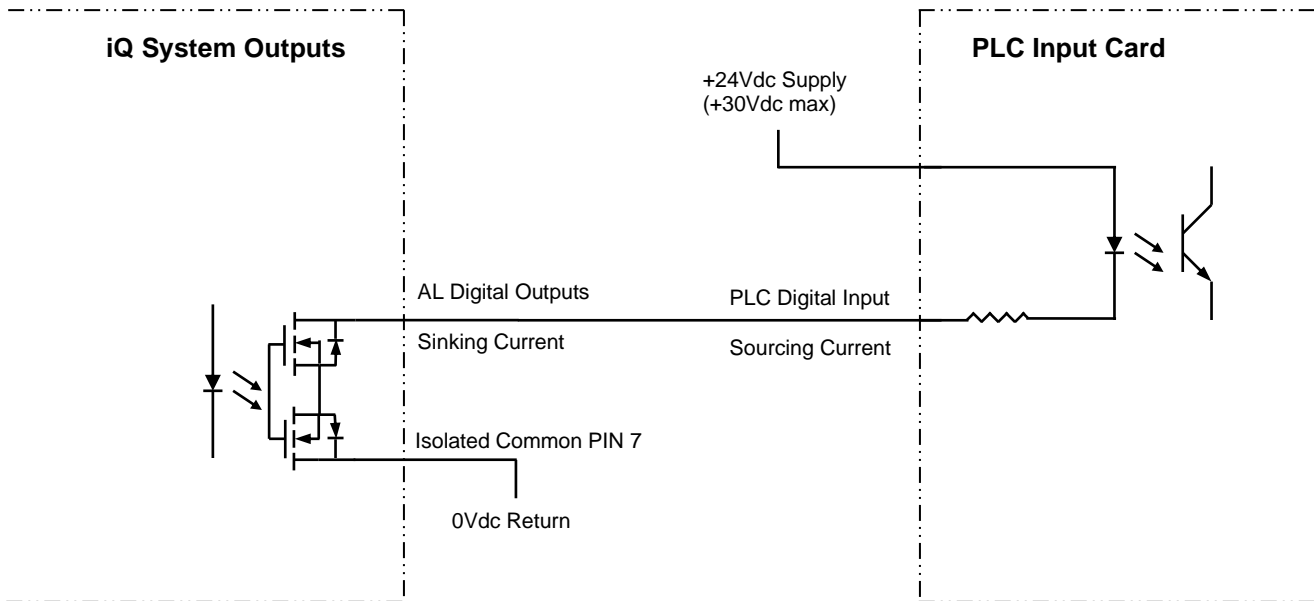 iQ System Outputs
PLC Input Card
+24Vdc Supply
(+30Vdc max)
AL Digital Outputs
PLC Digital Input
Sinking Current
Sourcing Current
Isolated Common PIN 7
0Vdc Return